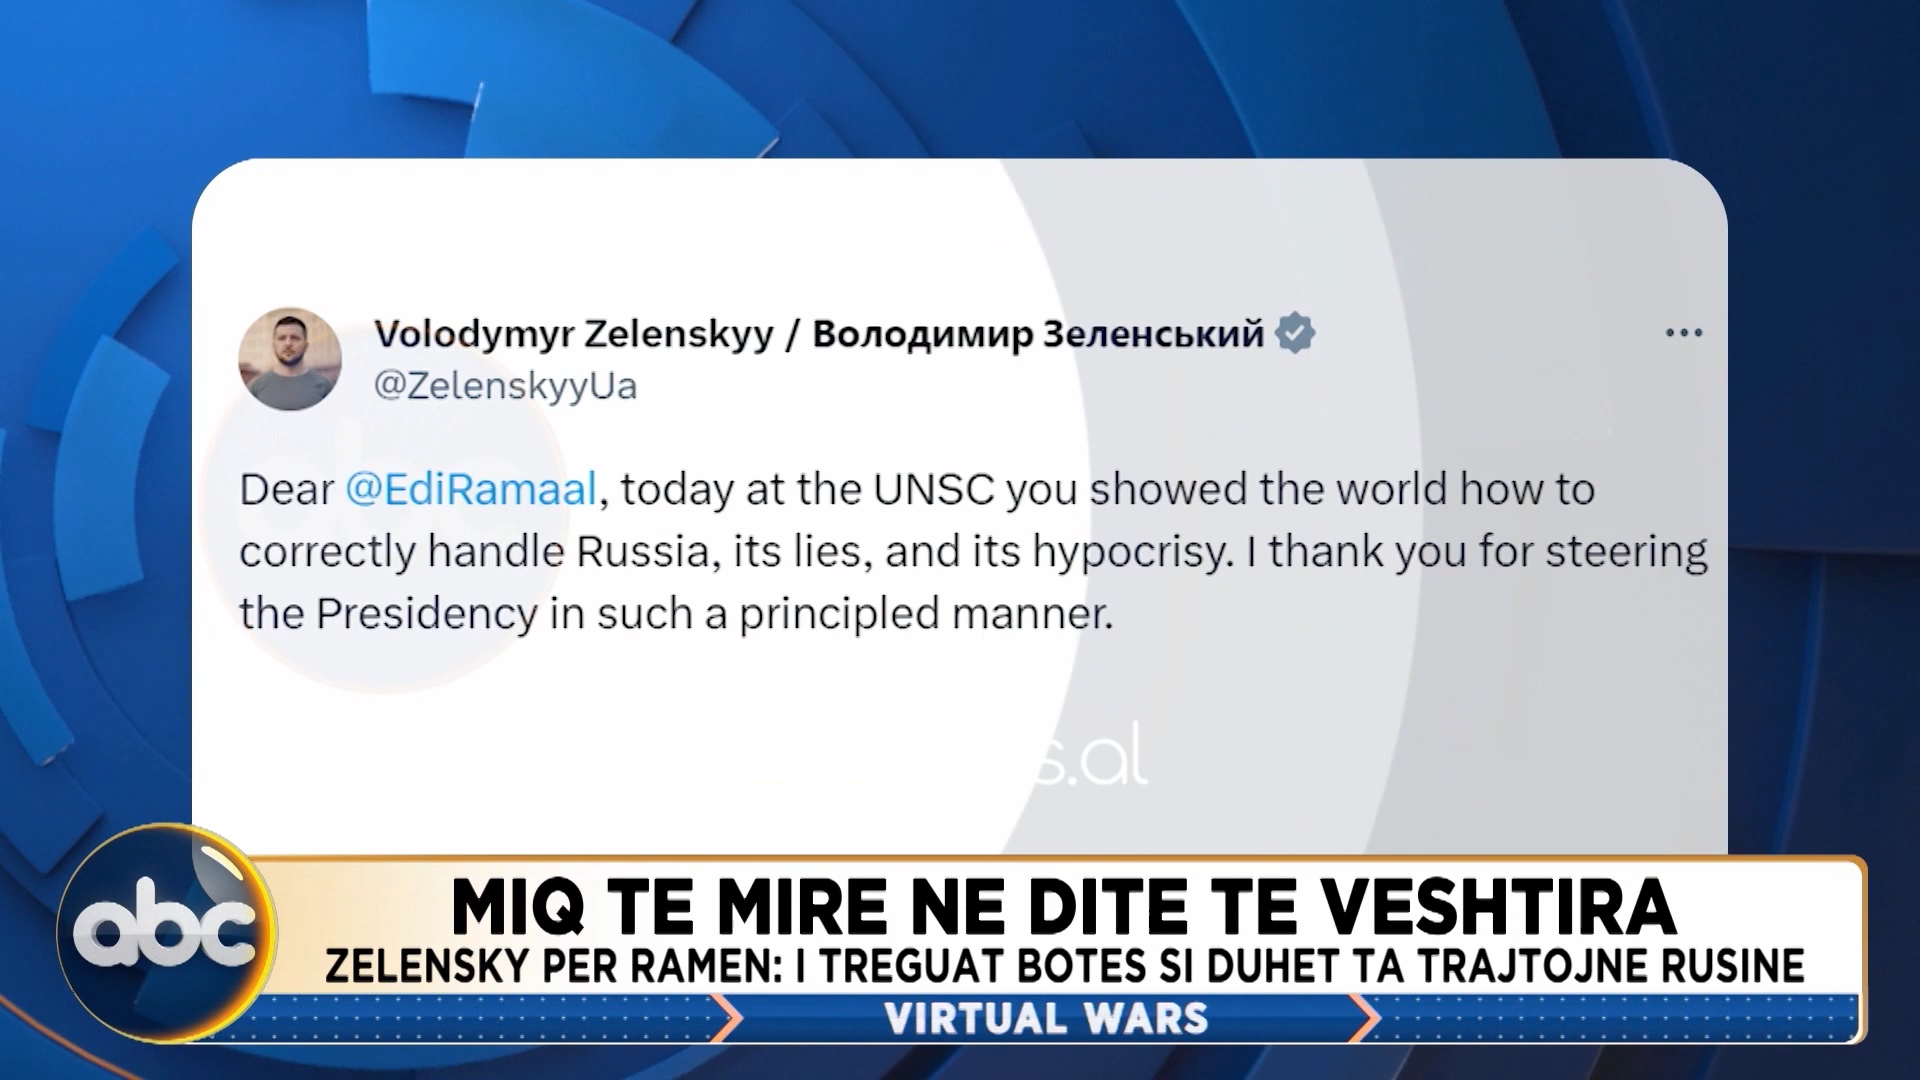 Volodymyr Zelenskyy / Володимир Зеленський
@ZelenskyyUa
Dear @EdiRamaal, today at the UNSC you showed the world how to
correctly handle Russia, its lies, and its hypocrisy. I thank you for steering
the Presidency in such a principled manner.
abcnews.al
abc
MIQ TE MIRE NE DITE TE VESHTIRA
ZELENSKY PER RAMEN: I TREGUAT BOTES SI DUHET TA TRAJTOJNE RUSINE
VIRTUAL WARS